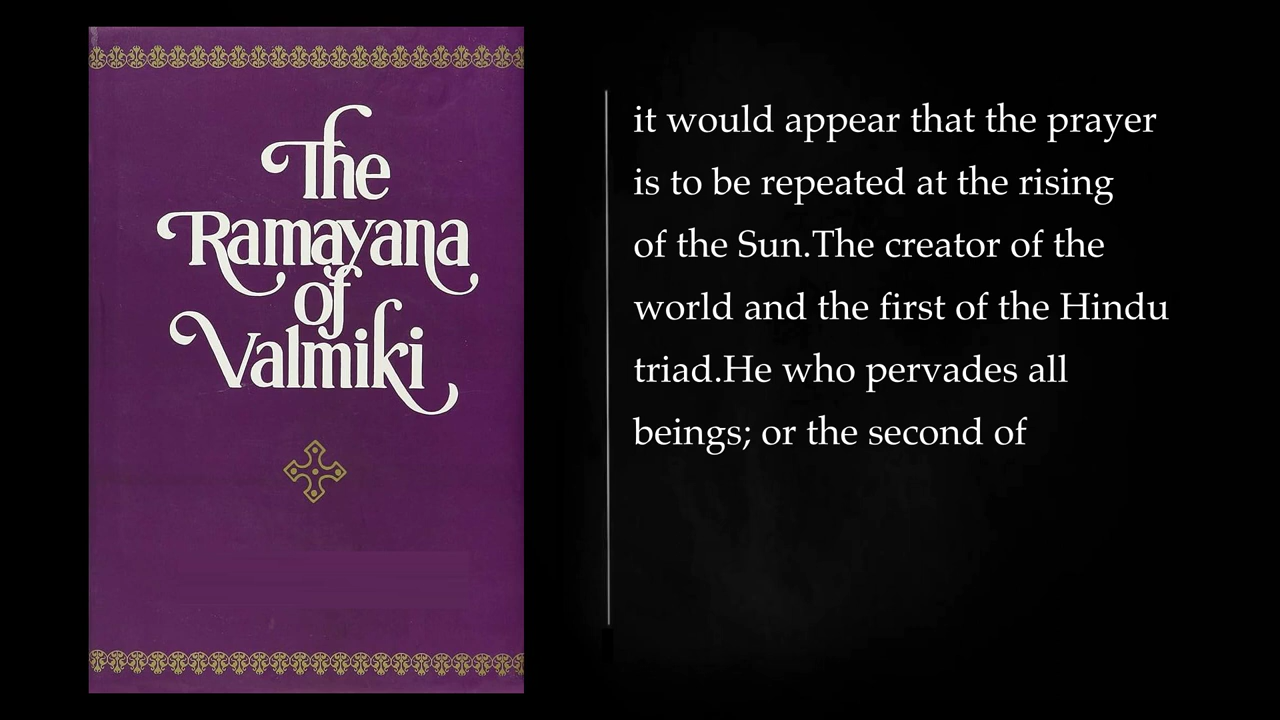 The
Ramayana
of
Valmiki
it would appear that the prayer
is to be repeated at the rising
of the Sun.The creator of the
world and the first of the Hindu
triad.He who pervades all
beings; or the second of